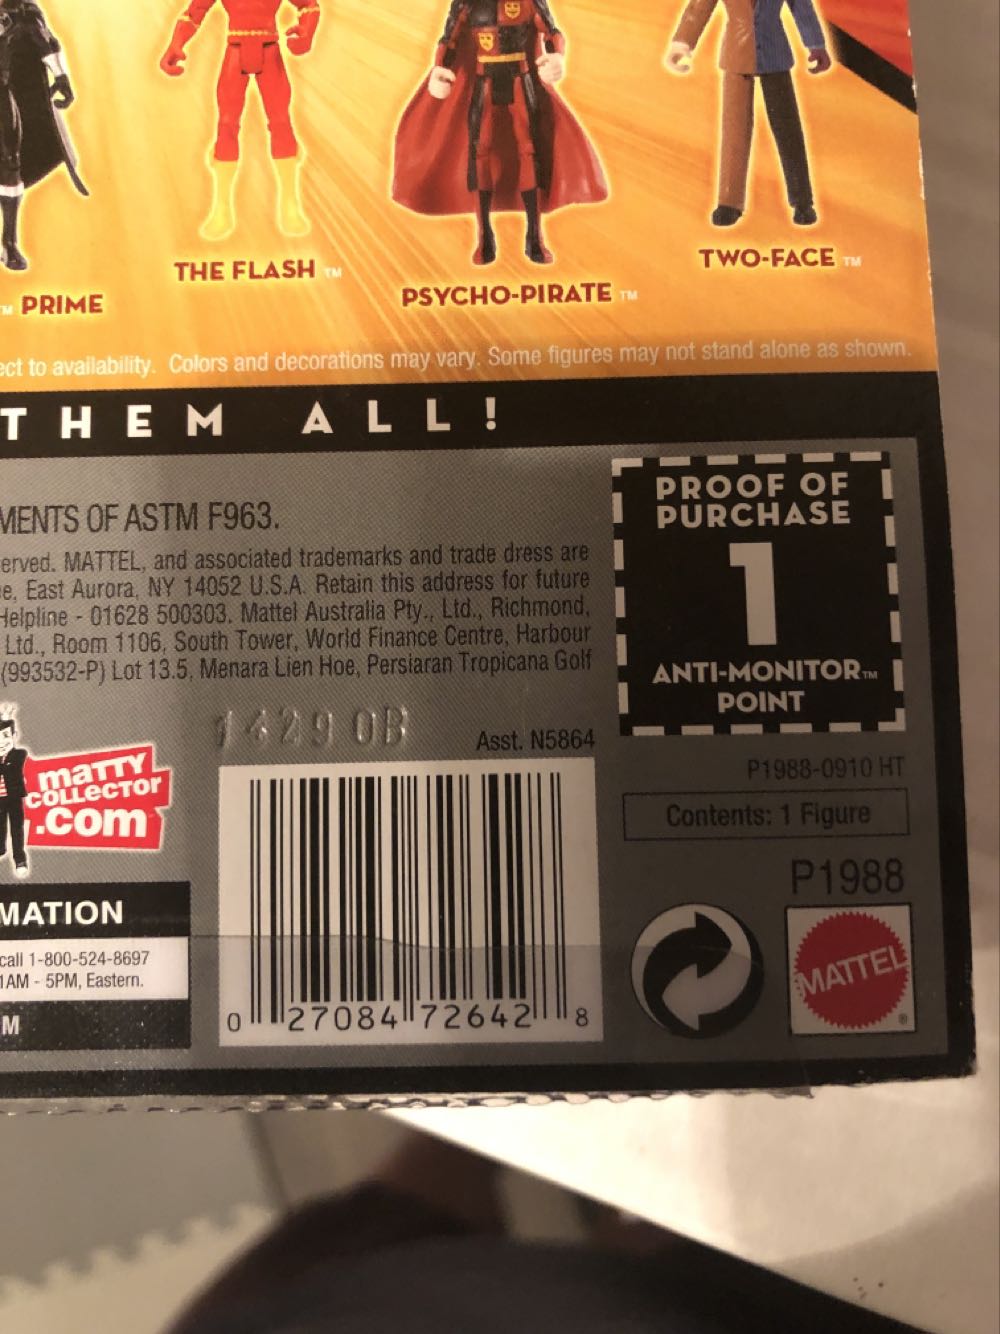 ™ PRIME
THE FLASH ™
PSYCHO-PIRATE ™
TWO-FACE ™
ect to availability. Colors and decorations may vary. Some figures may not stand alone as shown.
THEM ALL!
MENTS OF ASTM F963.
erved. MATTEL, and associated trademarks and trade dress are
e, East Aurora, NY 14052 U.S.A. Retain this address for future
Helpline - 01628 500303. Mattel Australia Pty., Ltd., Richmond,
Ltd., Room 1106, South Tower, World Finance Centre, Harbour
(993532-P) Lot 13.5, Menara Lien Hoe, Persiaran Tropicana Golf
PROOF OF
PURCHASE
1
ANTI-MONITOR™
POINT
1429 0B
Asst. N5864
P1988-0910 HT
Contents: 1 Figure
P1988
MATTEL
®
matty
COLLECTOR
.com
MATION
call 1-800-524-8697
1AM - 5PM, Eastern.
M
0 27084 72642 8